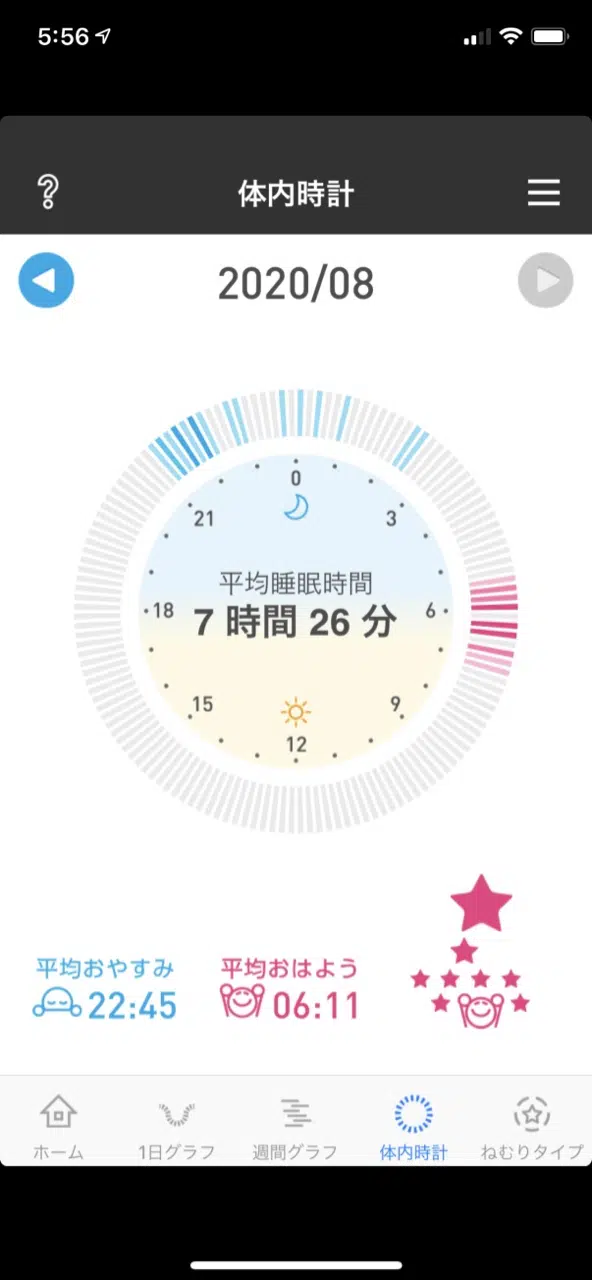 5:56
体内時計
2020/08
0
21
3
平均睡眠時間
18
7 時間 26 分
6
15
9
12
平均おやすみ
平均おはよう
22:45
06:11
ホーム
1日グラフ
週間グラフ
体内時計
ねむりタイプ